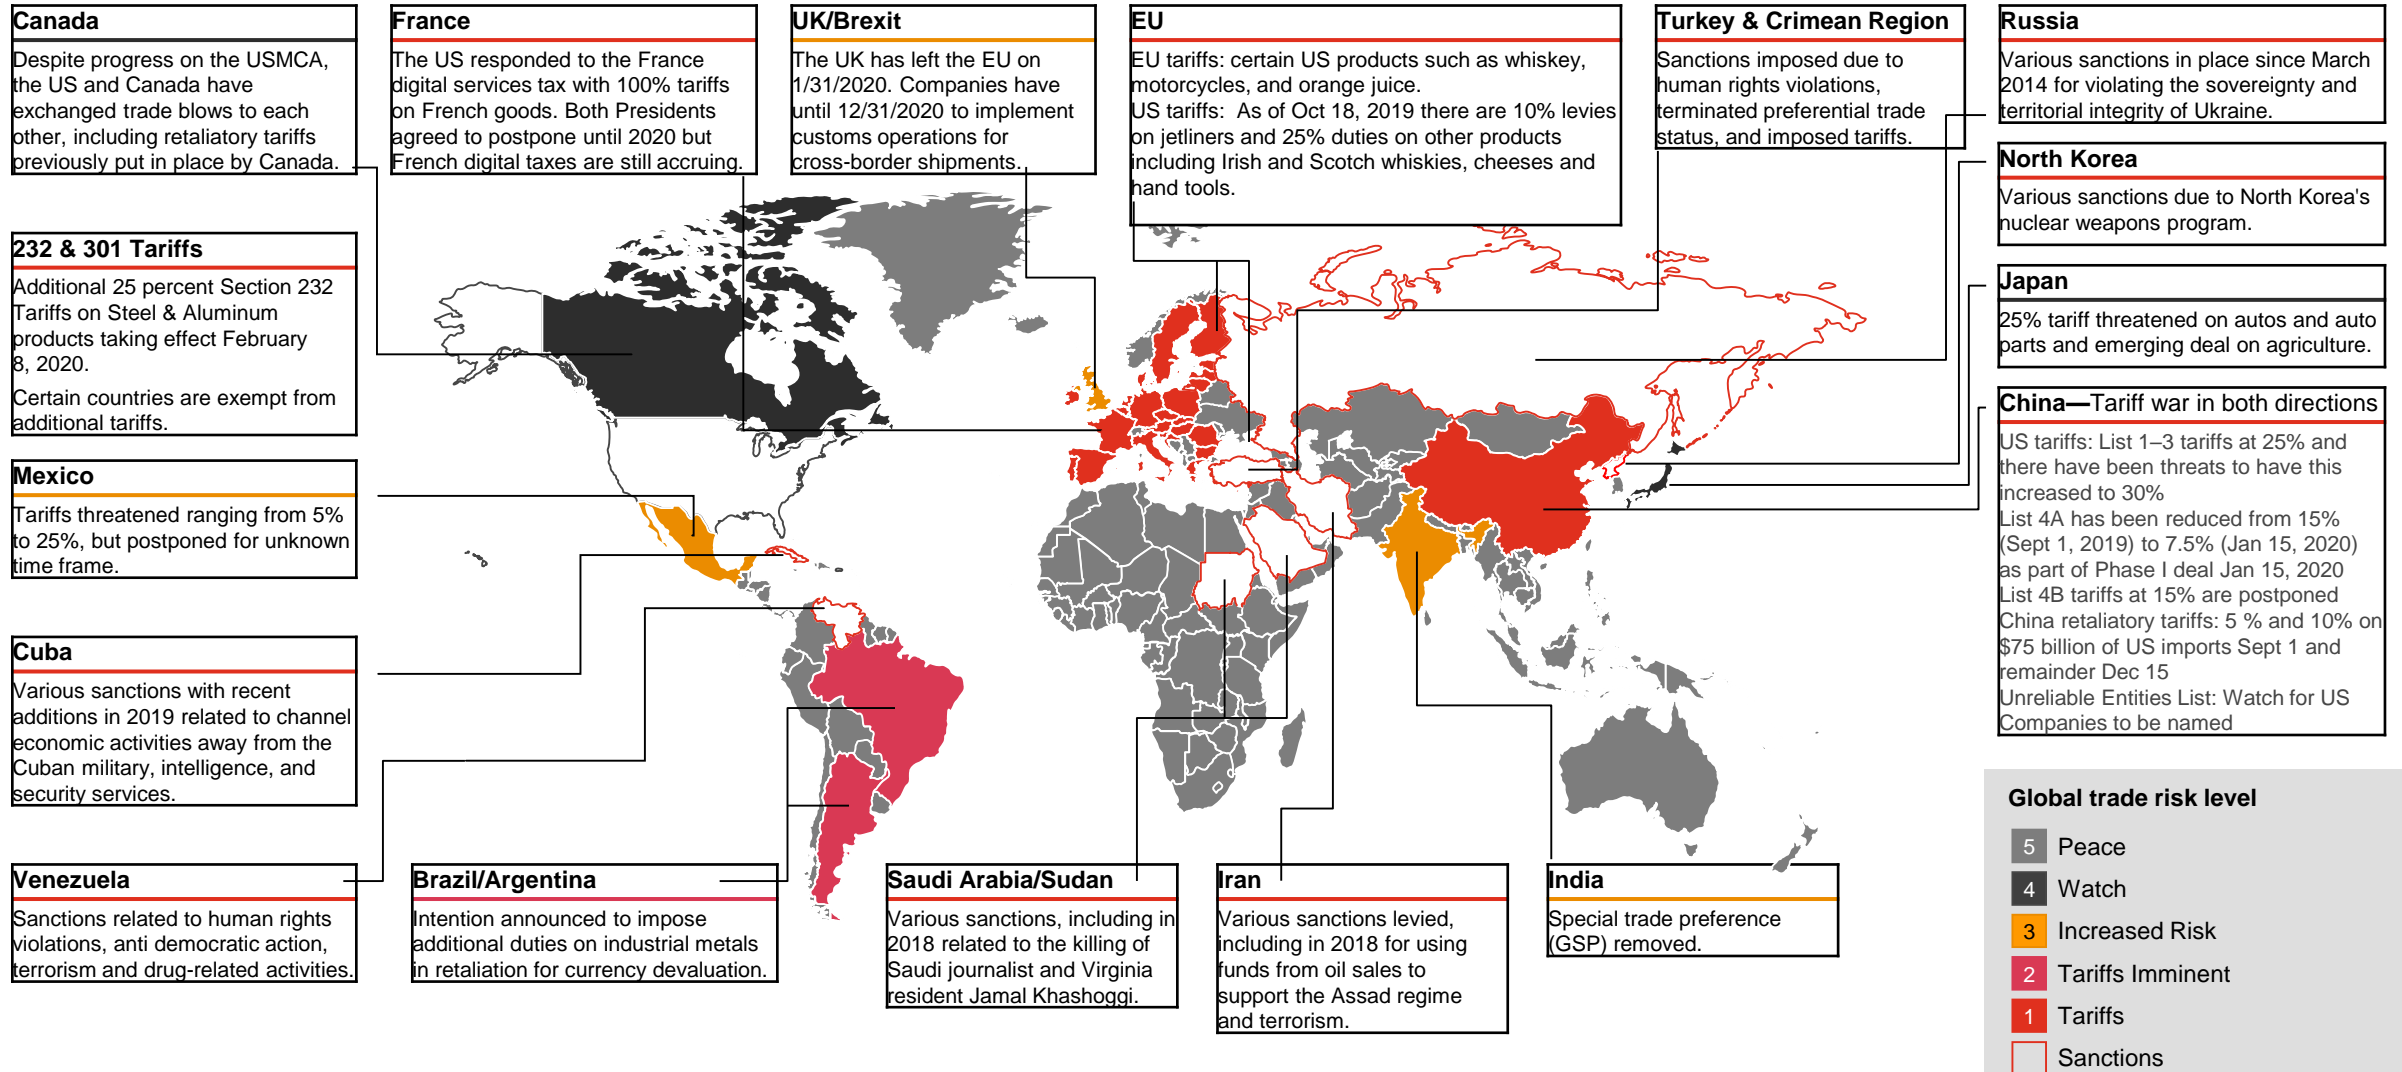 Canada
Despite progress on the USMCA,
the US and Canada have
exchanged trade blows to each
other, including retaliatory tariffs
previously put in place by Canada.
France
The US responded to the France
digital services tax with 100% tariffs
on French goods. Both Presidents
agreed to postpone until 2020 but
French digital taxes are still accruing.
UK/Brexit
The UK has left the EU on
1/31/2020. Companies have
until 12/31/2020 to implement
customs operations for
cross-border shipments.
EU
EU tariffs: certain US products such as whiskey,
motorcycles, and orange juice.
US tariffs:  As of Oct 18, 2019 there are 10% levies
on jetliners and 25% duties on other products
including Irish and Scotch whiskies, cheeses and
hand tools.
Turkey & Crimean Region
Sanctions imposed due to
human rights violations,
terminated preferential trade
status, and imposed tariffs.
Russia
Various sanctions in place since March
2014 for violating the sovereignty and
territorial integrity of Ukraine.
North Korea
Various sanctions due to North Korea's
nuclear weapons program.
Japan
25% tariff threatened on autos and auto
parts and emerging deal on agriculture.
China—Tariff war in both directions
US tariffs: List 1–3 tariffs at 25% and
there have been threats to have this
increased to 30%
List 4A has been reduced from 15%
(Sept 1, 2019) to 7.5% (Jan 15, 2020)
as part of Phase I deal Jan 15, 2020
List 4B tariffs at 15% are postponed
China retaliatory tariffs: 5 % and 10% on
$75 billion of US imports Sept 1 and
remainder Dec 15
Unreliable Entities List: Watch for US
Companies to be named
232 & 301 Tariffs
Additional 25 percent Section 232
Tariffs on Steel & Aluminum
products taking effect February
8, 2020.
Certain countries are exempt from
additional tariffs.
Mexico
Tariffs threatened ranging from 5%
to 25%, but postponed for unknown
time frame.
Cuba
Various sanctions with recent
additions in 2019 related to channel
economic activities away from the
Cuban military, intelligence, and
security services.
Venezuela
Sanctions related to human rights
violations, anti democratic action,
terrorism and drug-related activities.
Brazil/Argentina
Intention announced to impose
additional duties on industrial metals
in retaliation for currency devaluation.
Saudi Arabia/Sudan
Various sanctions, including in
2018 related to the killing of
Saudi journalist and Virginia
resident Jamal Khashoggi.
Iran
Various sanctions levied,
including in 2018 for using
funds from oil sales to
support the Assad regime
and terrorism.
India
Special trade preference
(GSP) removed.
Global trade risk level
5 Peace
4 Watch
3 Increased Risk
2 Tariffs Imminent
1 Tariffs
Sanctions